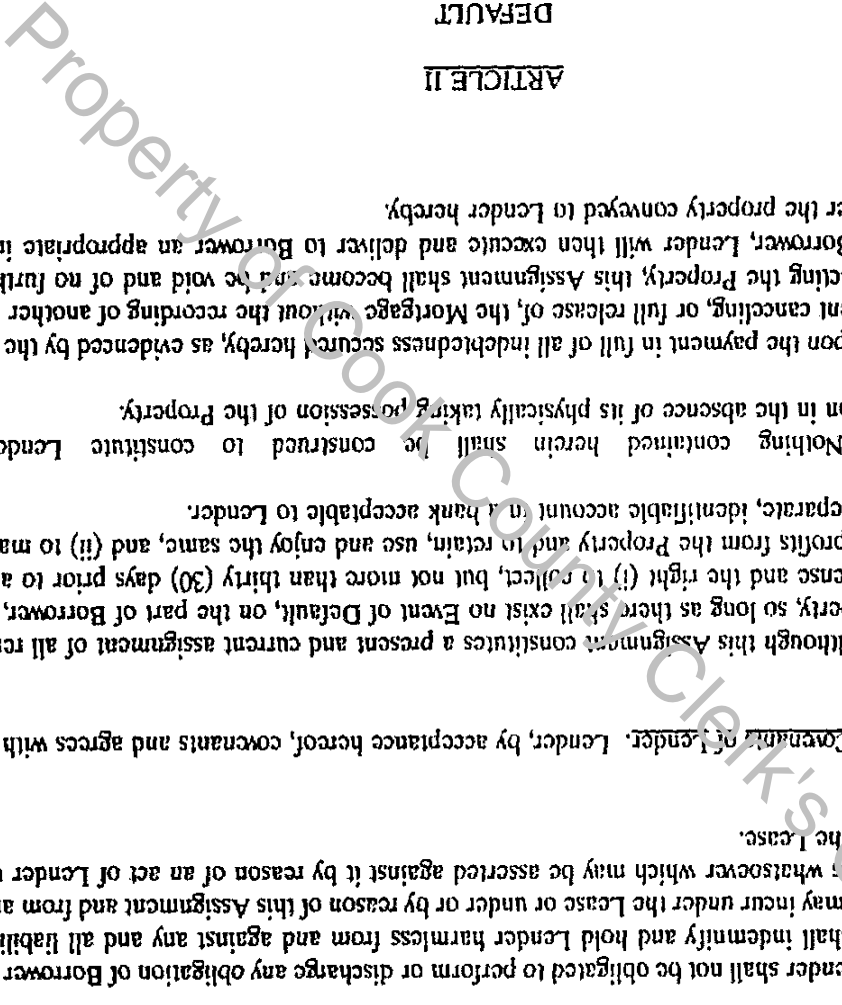 ender shall not be obligated to perform or discharge any obligation of Borrower
hall indemnify and hold Lender harmless from and against any and all liabili
may incur under the Lease or under or by reason of this Assignment and from an
s whatsoever which may be asserted against it by reason of an act of Lender
he Lease.
Covenants of Lender. Lender, by acceptance hereof, covenants and agrees with
lthough this Assignment constitutes a present and current assignment of all re
erty, so long as there shall exist no Event of Default, on the part of Borrower,
ense and the right (i) to collect, but not more than thirty (30) days prior to a
profits from the Property and to retain, use and enjoy the same, and (ii) to ma
eparate, identifiable account in a bank acceptable to Lender.
Nothing contained herein shall be construed to constitute Lende
on in the absence of its physically taking possession of the Property.
pon the payment in full of all indebtedness secured hereby, as evidenced by the
ent canceling, or full release of, the Mortgage without the recording of another
cting the Property, this Assignment shall become and be void and of no furth
Borrower, Lender will then execute and deliver to Borrower an appropriate in
er the property conveyed to Lender hereby.
ARTICLE II
DEFAULT
Property of Cook County Clerk's